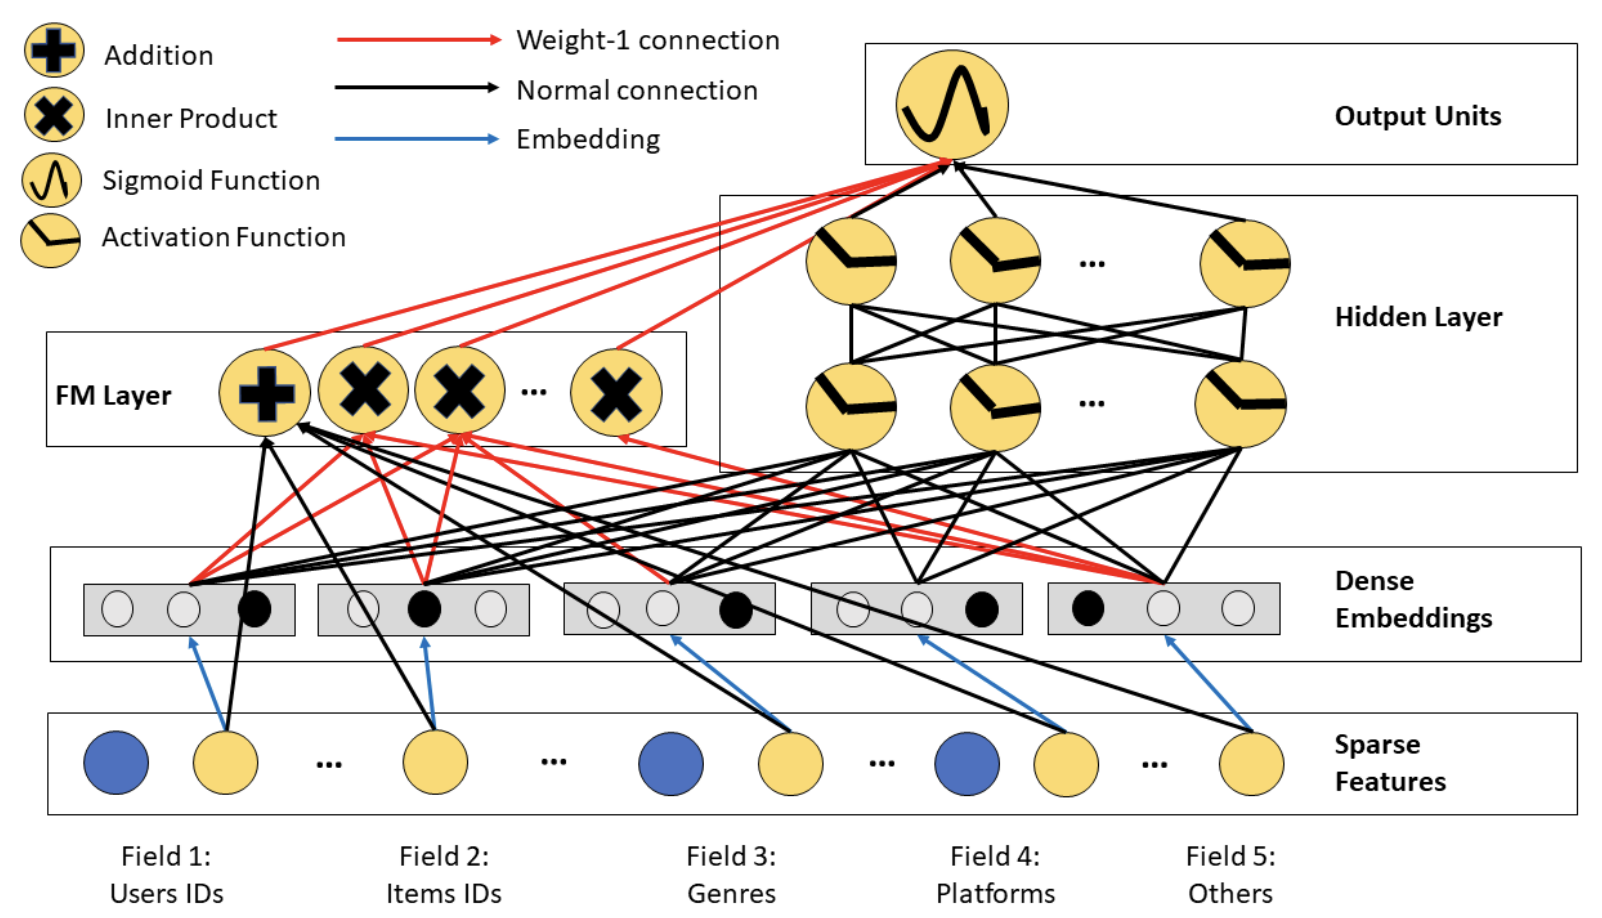 Addition
Inner Product
Sigmoid Function
Activation Function
Weight-1 connection
Normal connection
Embedding
Output Units
Hidden Layer
...
...
FM Layer
...
Dense
Embeddings
Sparse
Features
...
...
...
...
Field 1:
Users IDs
Field 2:
Items IDs
Field 3:
Genres
Field 4:
Platforms
Field 5:
Others